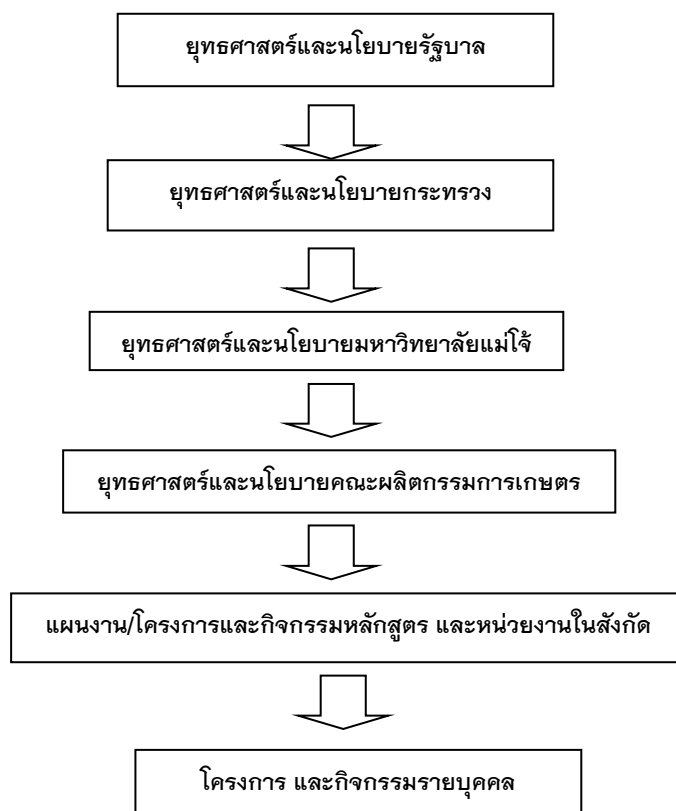 ยุทธศาสตร์และนโยบายรัฐบาล
ยุทธศาสตร์และนโยบายกระทรวง
ยุทธศาสตร์และนโยบายมหาวิทยาลัยแม่โจ้
ยุทธศาสตร์และนโยบายคณะผลิตกรรมการเกษตร
แผนงาน/โครงการและกิจกรรมหลักสูตร และหน่วยงานในสังกัด
โครงการ และกิจกรรมรายบุคคล